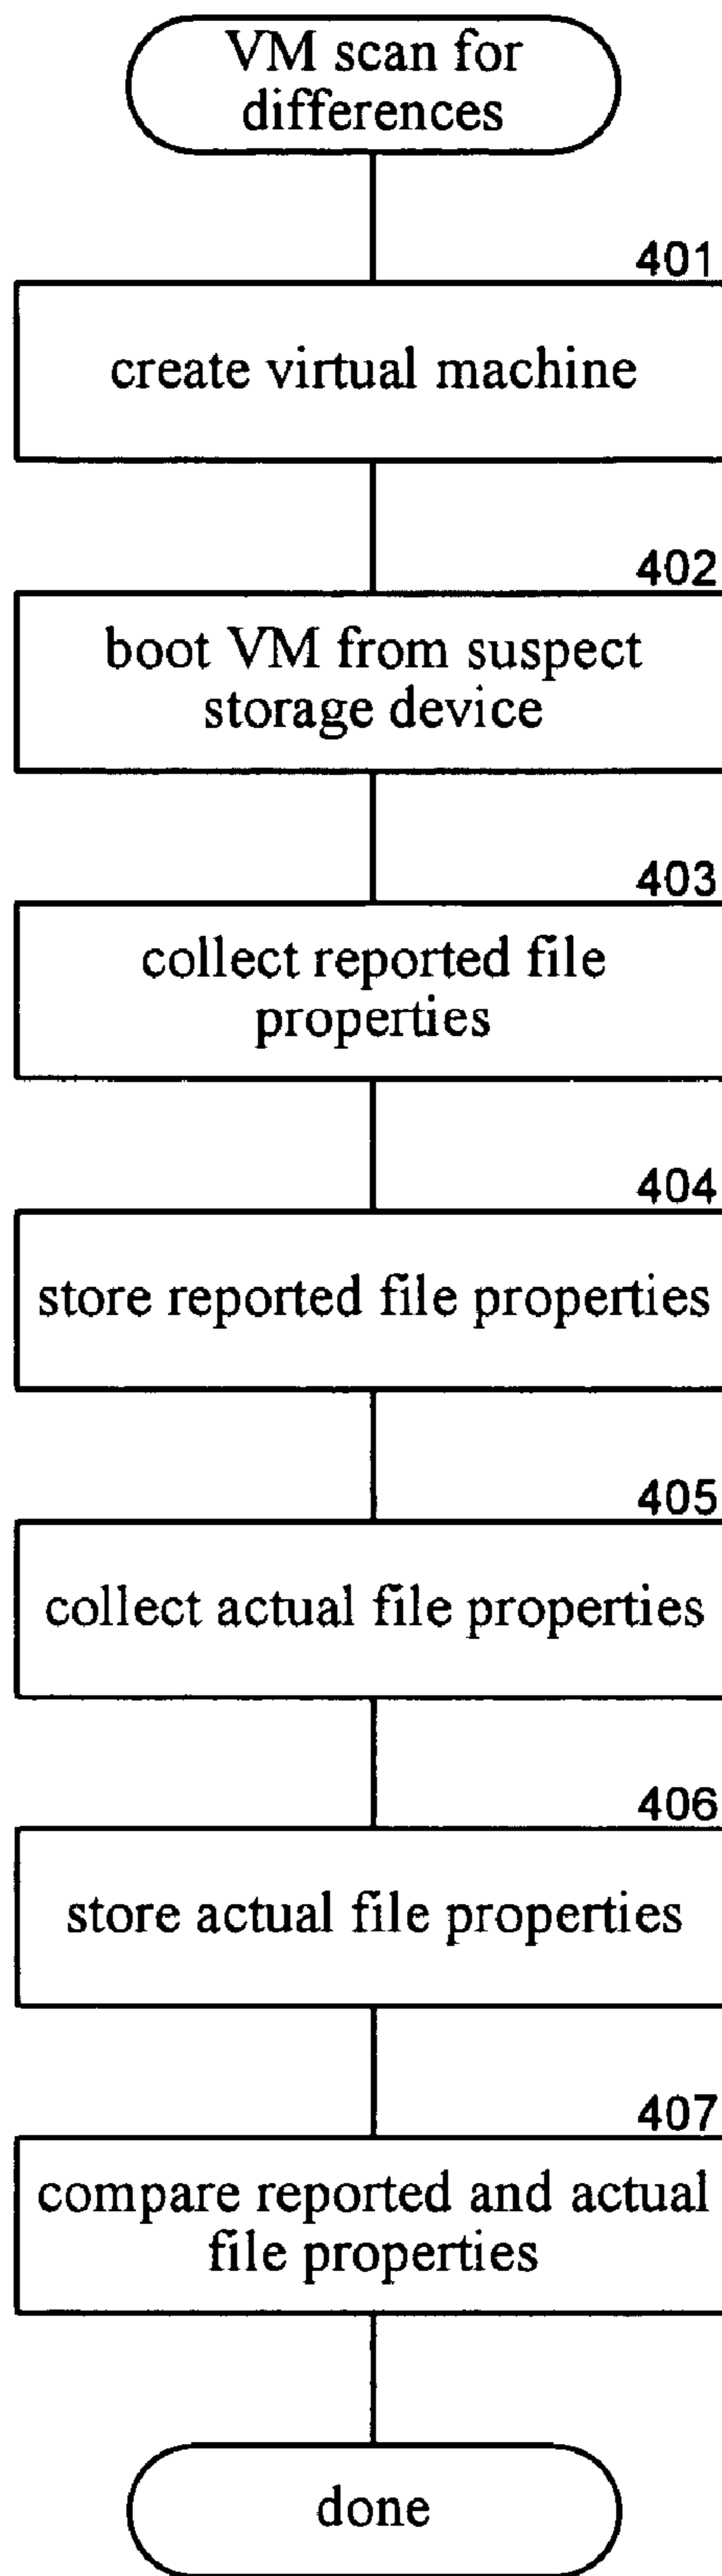 VM scan for
differences
401
create virtual machine
402
boot VM from suspect
storage device
403
collect reported file
properties
404
store reported file properties
405
collect actual file properties
406
store actual file properties
407
compare reported and actual
file properties
done